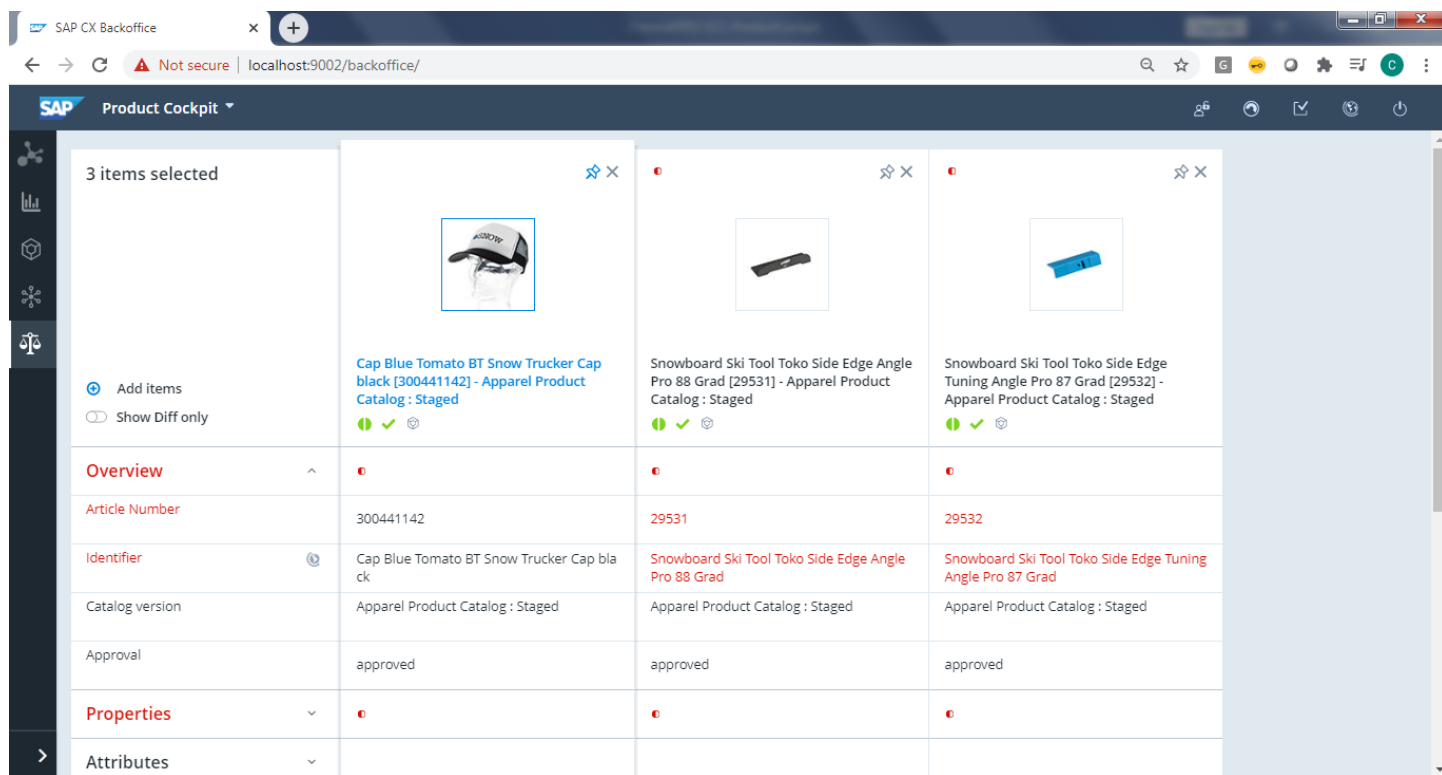 SAP CX Backoffice
Not secure | localhost:9002/backoffice/
G
C
SAP Product Cockpit
3 items selected
SNOW
Add items
Show Diff only
Cap Blue Tomato BT Snow Trucker Cap
black [300441142] - Apparel Product
Catalog : Staged
Snowboard Ski Tool Toko Side Edge Angle
Pro 88 Grad [29531] - Apparel Product
Catalog : Staged
Snowboard Ski Tool Toko Side Edge
Tuning Angle Pro 87 Grad [29532] -
Apparel Product Catalog : Staged
Overview
Article Number
300441142
29531
29532
Identifier
Cap Blue Tomato BT Snow Trucker Cap bla
ck
Snowboard Ski Tool Toko Side Edge Angle
Pro 88 Grad
Snowboard Ski Tool Toko Side Edge Tuning
Angle Pro 87 Grad
Catalog version
Apparel Product Catalog : Staged
Apparel Product Catalog : Staged
Apparel Product Catalog : Staged
Approval
approved
approved
approved
Properties
Attributes